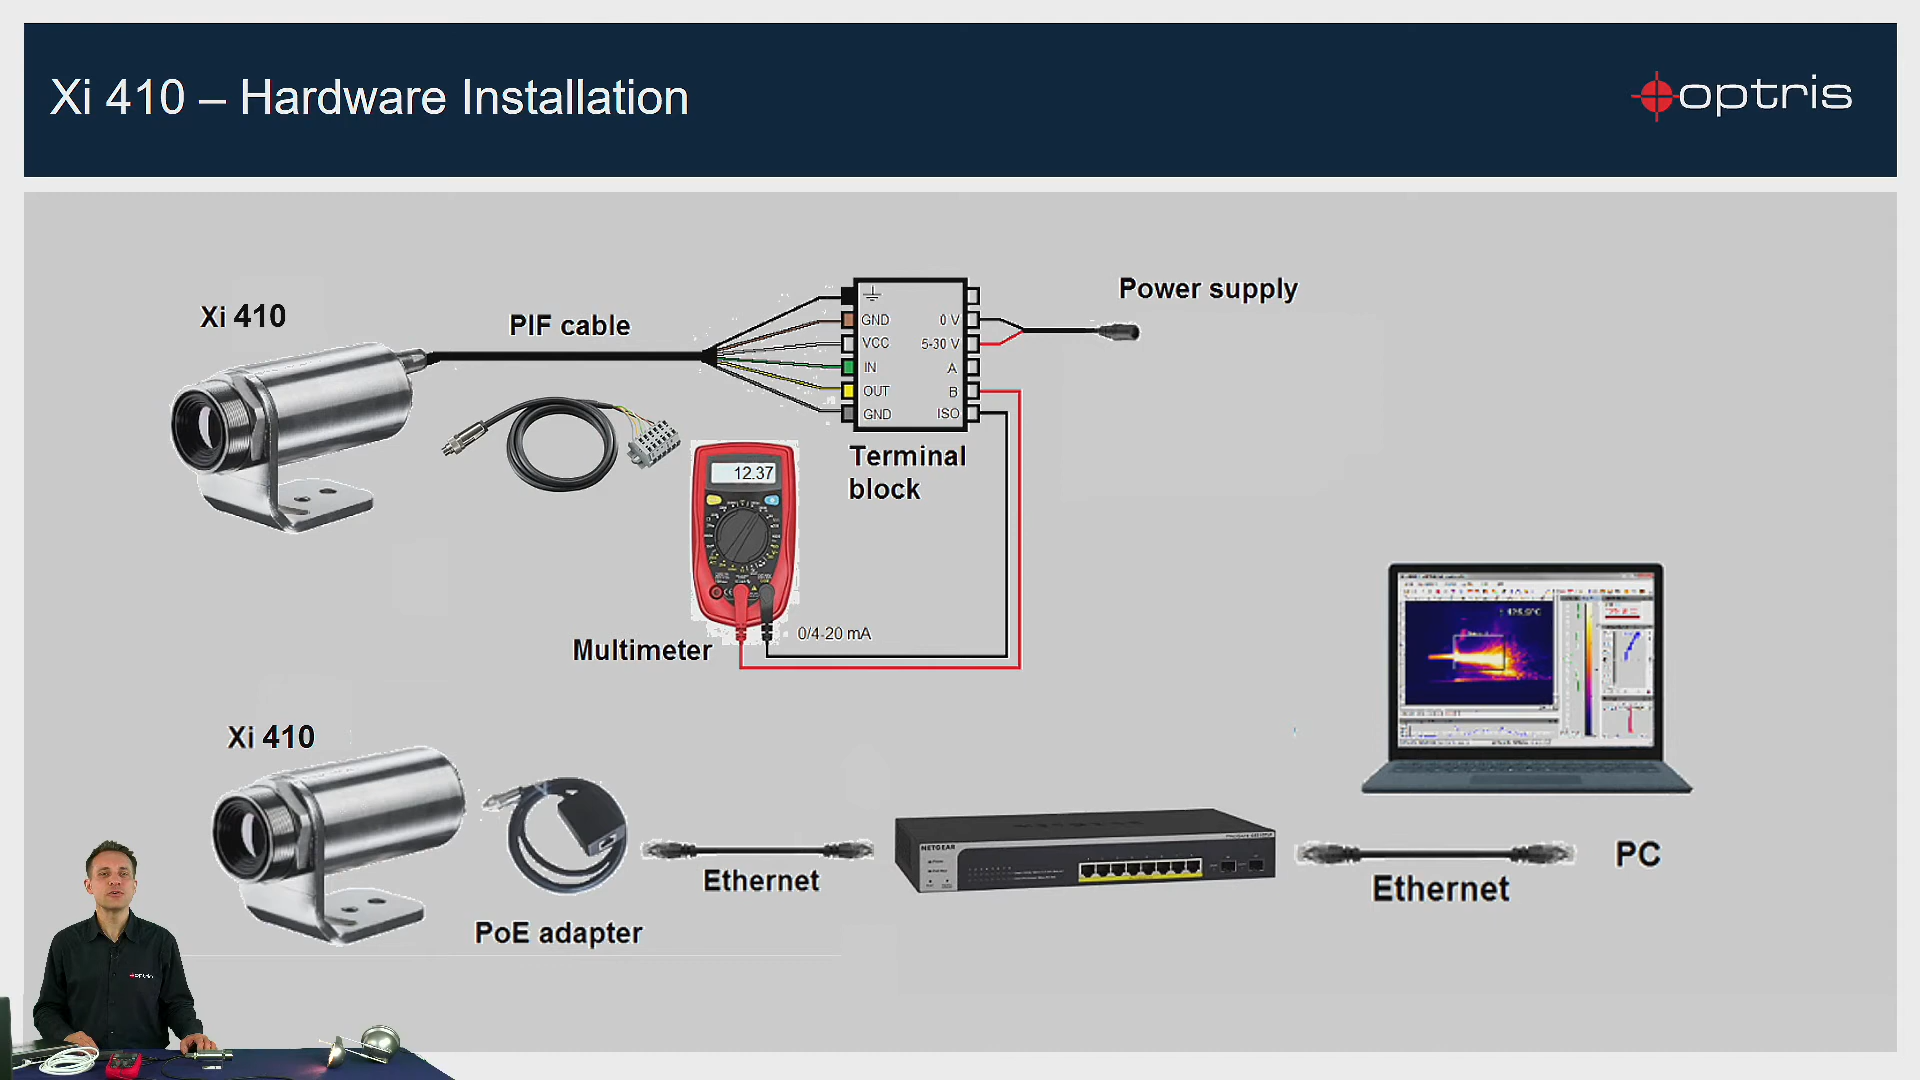 Xi 410 – Hardware Installation
optris
Power supply
Xi 410
PIF cable
GND
VCC
IN
OUT
GND
0 V
5-30 V
A
B
ISO
Terminal
block
12.37
0/4-20 mA
Multimeter
Xi 410
NETGEAR
Ethernet
PoE adapter
Ethernet
PC
optris